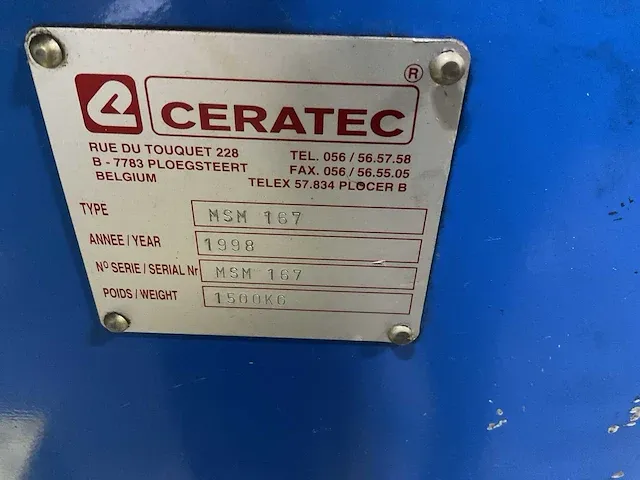 ®
CERATEC
RUE DU TOUQUET 228
B - 7783 PLOEGSTEERT
BELGIUM
TEL. 056 / 56.57.58
FAX. 056 / 56.55.05
TELEX 57.834 PLOCER B
TYPE MSM 167
ANNEE / YEAR 1998
Nº SERIE / SERIAL Nr MSM 167
POIDS / WEIGHT 1500KG